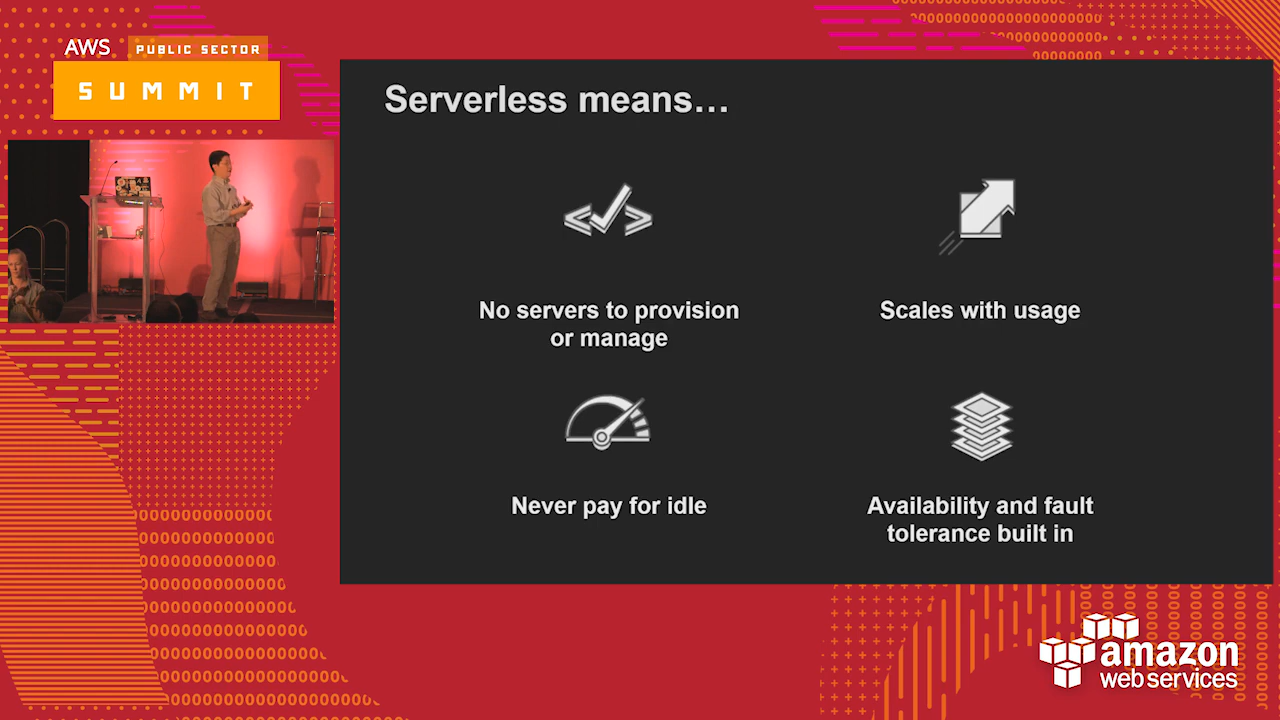 AWS PUBLIC SECTOR
SUMMIT
Serverless means…
No servers to provision
or manage
Scales with usage
Never pay for idle
Availability and fault
tolerance built in
amazon
web services